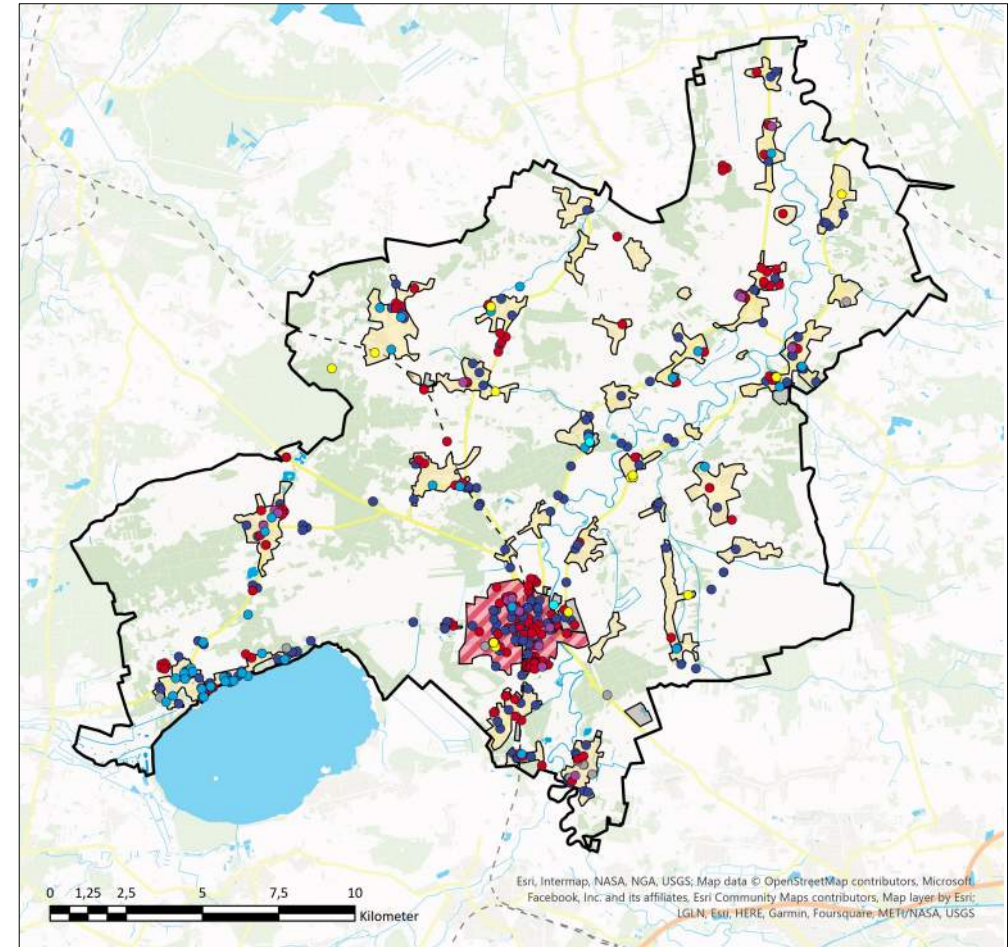 Esri, Intermap, NASA, NGA, USGS; Map data © OpenStreetMap contributors, Microsoft,
Facebook, Inc. and its affiliates, Esri Community Maps contributors, Map layer by Esri;
LGLN, Esri, HERE, Garmin, Foursquare, METI/NASA, USGS
0 1,25 2,5 5 7,5 10
Kilometer